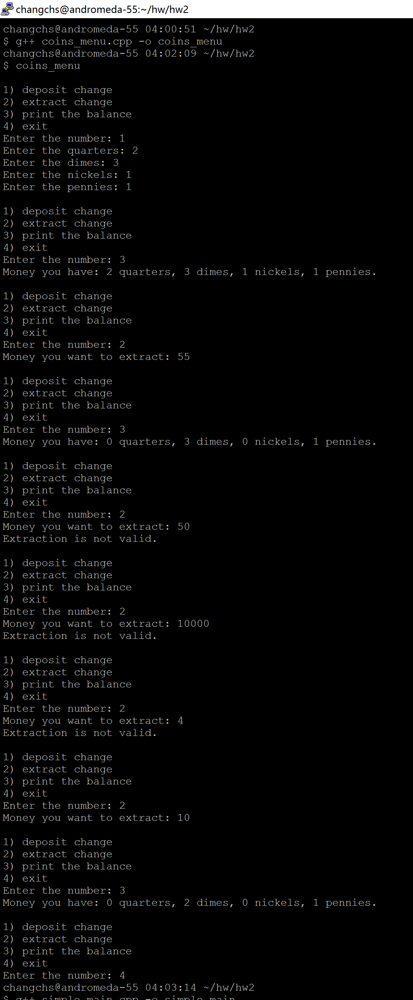 changchs@andromeda-55:~/hw/hw2
changchs@andromeda-55 04:00:51 ~/hw/hw2
$ g++ coins_menu.cpp -o coins_menu
changchs@andromeda-55 04:02:09 ~/hw/hw2
$ coins_menu

1) deposit change
2) extract change
3) print the balance
4) exit
Enter the number: 1
Enter the quarters: 2
Enter the dimes: 3
Enter the nickels: 1
Enter the pennies: 1

1) deposit change
2) extract change
3) print the balance
4) exit
Enter the number: 3
Money you have: 2 quarters, 3 dimes, 1 nickels, 1 pennies.

1) deposit change
2) extract change
3) print the balance
4) exit
Enter the number: 2
Money you want to extract: 55

1) deposit change
2) extract change
3) print the balance
4) exit
Enter the number: 3
Money you have: 0 quarters, 3 dimes, 0 nickels, 1 pennies.

1) deposit change
2) extract change
3) print the balance
4) exit
Enter the number: 2
Money you want to extract: 50
Extraction is not valid.

1) deposit change
2) extract change
3) print the balance
4) exit
Enter the number: 2
Money you want to extract: 10000
Extraction is not valid.

1) deposit change
2) extract change
3) print the balance
4) exit
Enter the number: 2
Money you want to extract: 4
Extraction is not valid.

1) deposit change
2) extract change
3) print the balance
4) exit
Enter the number: 2
Money you want to extract: 10

1) deposit change
2) extract change
3) print the balance
4) exit
Enter the number: 3
Money you have: 0 quarters, 2 dimes, 0 nickels, 1 pennies.

1) deposit change
2) extract change
3) print the balance
4) exit
Enter the number: 4
changchs@andromeda-55 04:03:14 ~/hw/hw2
$ g++ simple_main.cpp -o simple_main